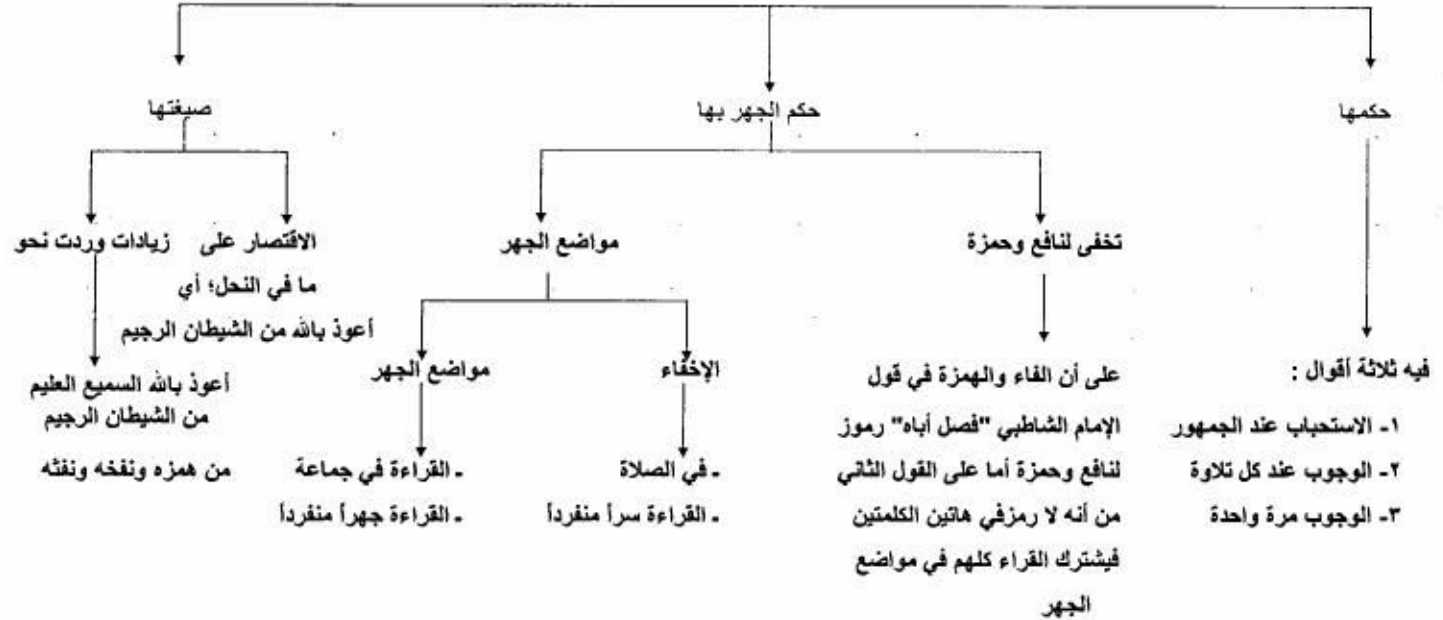 حكمها
حكم الجهر بها
صيغتها
فيه ثلاثة أقوال :
١- الاستحباب عند الجمهور
٢- الوجوب عند كل تلاوة
٣- الوجوب مرة واحدة
تخفى لنافع وحمزة
على أن الفاء والهمزة في قول
الإمام الشاطبي "فصل أباه" رموز
لنافع وحمزة أما على القول الثاني
من أنه لا رمزفي هاتين الكلمتين
فيشترك القراء كلهم في مواضع
الجهر
مواضع الجهر
الإخفاء
- في الصلاة
- القراءة سراً منفرداً
مواضع الجهر
- القراءة في جماعة
- القراءة جهراً منفرداً
الاقتصار على
ما في النحل؛ أي
أعوذ بالله من الشيطان الرجيم
زيادات وردت نحو
أعوذ بالله السميع العليم
من الشيطان الرجيم
من همزه ونفخه ونفثه